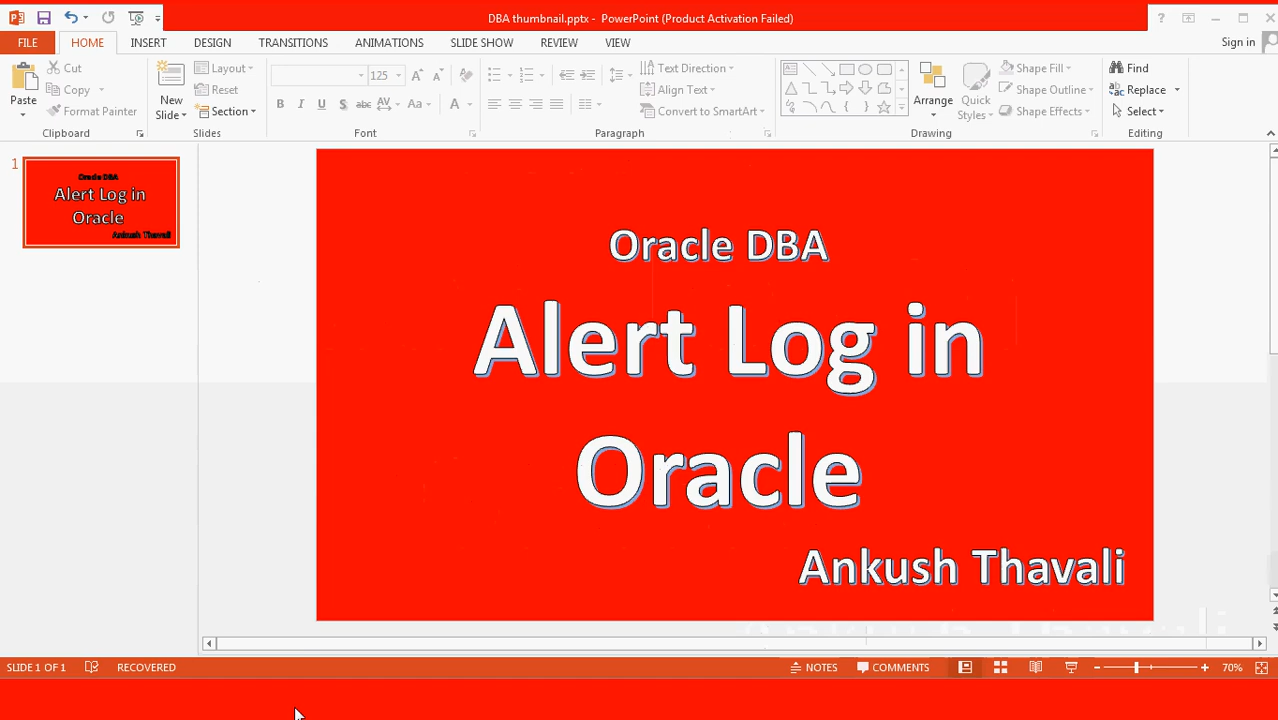 DBA thumbnail.pptx - PowerPoint (Product Activation Failed)
FILE HOME INSERT DESIGN TRANSITIONS ANIMATIONS SLIDE SHOW REVIEW VIEW Sign in
Paste
Cut
Copy
Format Painter
Clipboard
New Slide
Layout
Reset
Section
Slides
125
B I U S abc AV Aa A
Font
Text Direction
Align Text
Convert to SmartArt
Paragraph
Arrange
Quick Styles
Shape Fill
Shape Outline
Shape Effects
Drawing
Find
Replace
Select
Editing
1
Oracle DBA
Alert Log in
Oracle
Ankush Thavali
Oracle DBA
Alert Log in
Oracle
Ankush Thavali
SLIDE 1 OF 1 RECOVERED NOTES COMMENTS 70%